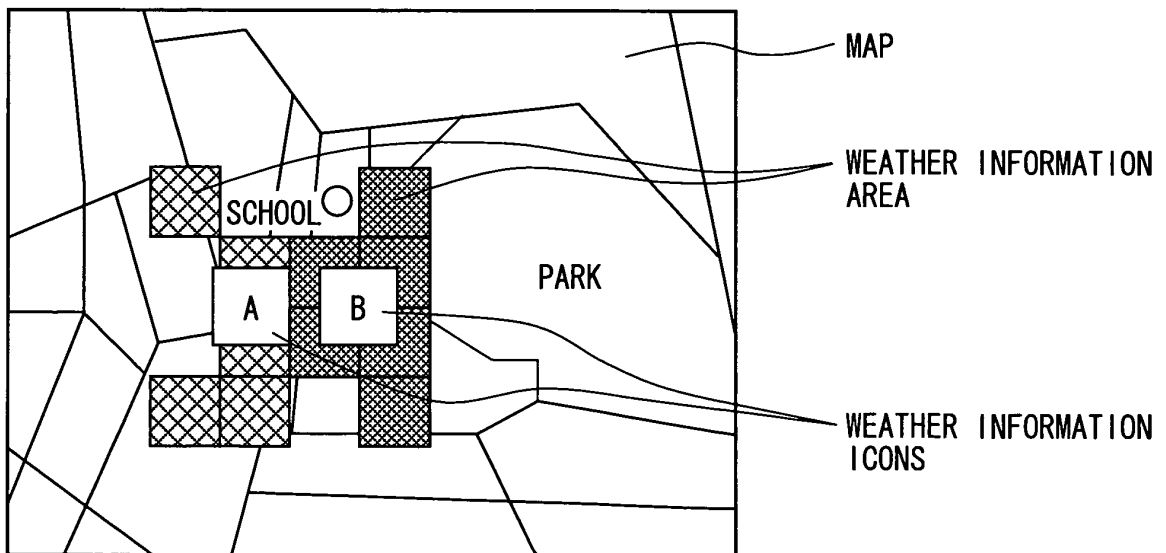 MAP
WEATHER INFORMATION
AREA
SCHOOL
PARK
A
B
WEATHER INFORMATION
ICONS